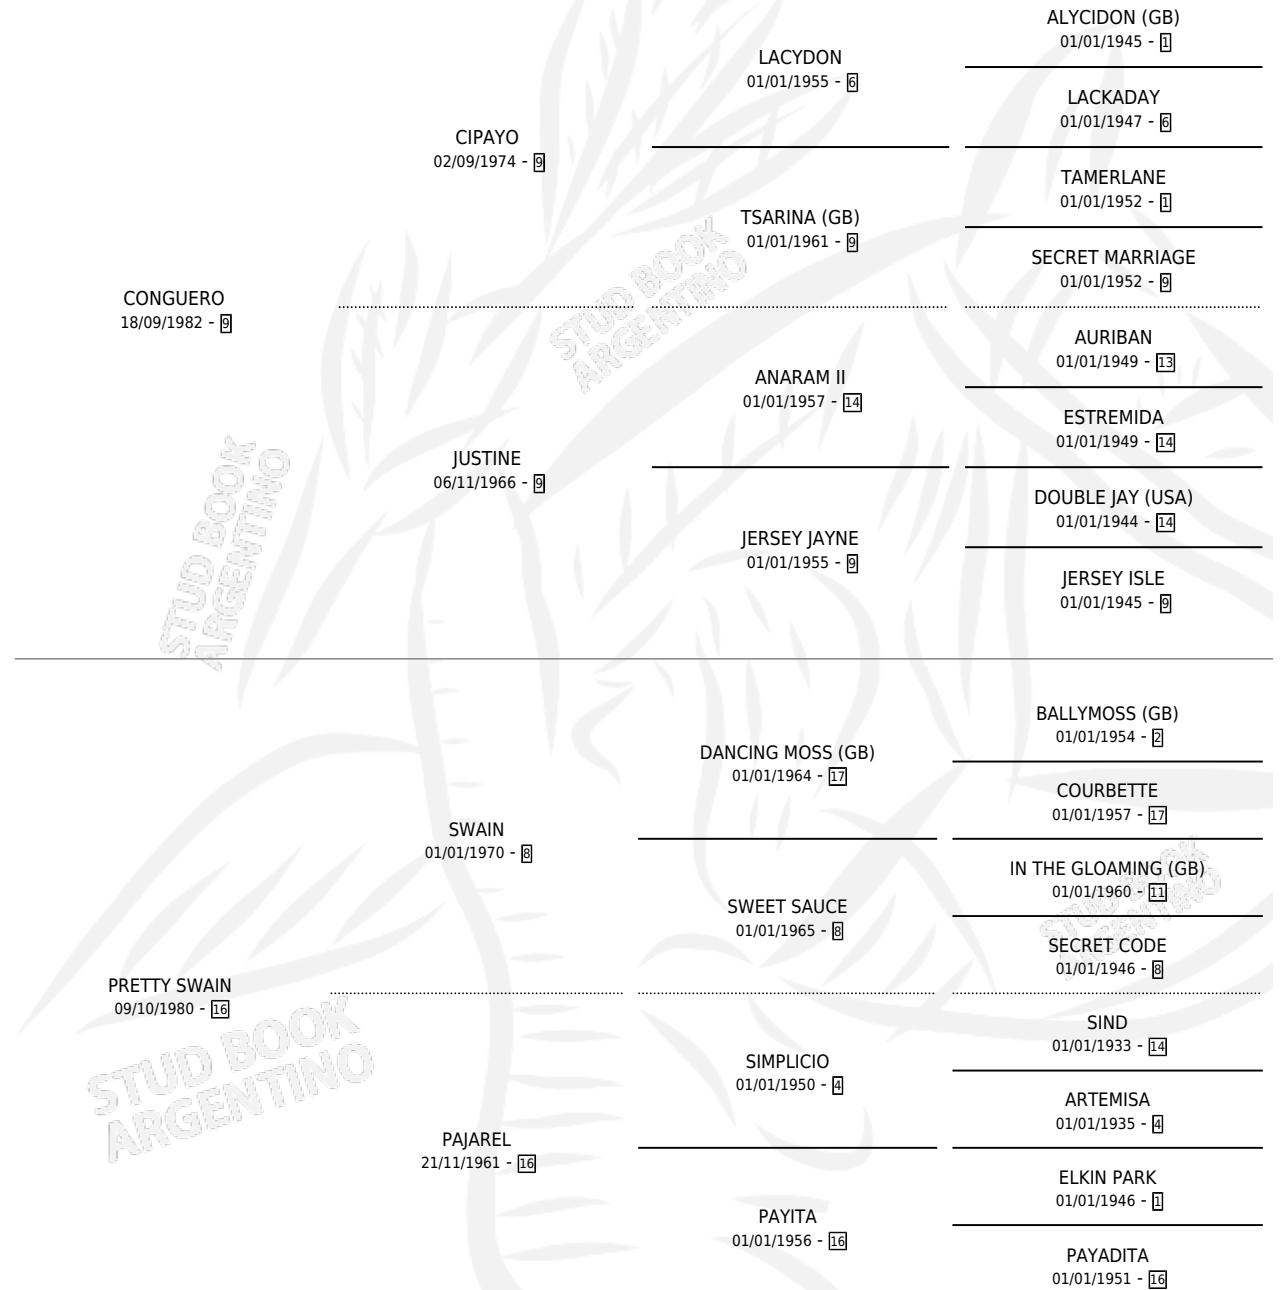 ALYCIDON (GB)
01/01/1945 - 1
LACYDON
01/01/1955 - 6
LACKADAY
01/01/1947 - 6
CIPAYO
02/09/1974 - 9
TAMERLANE
01/01/1952 - 1
TSARINA (GB)
01/01/1961 - 9
SECRET MARRIAGE
01/01/1952 - 9
CONGUERO
18/09/1982 - 9
STUD BOOK
ARGENTINO
AURIBAN
01/01/1949 - 13
ANARAM II
01/01/1957 - 14
ESTREMIDA
01/01/1949 - 14
JUSTINE
06/11/1966 - 9
DOUBLE JAY (USA)
01/01/1944 - 14
JERSEY JAYNE
01/01/1955 - 9
JERSEY ISLE
01/01/1945 - 9
STUD BOOK
ARGENTINO
BALLYMOSS (GB)
01/01/1954 - 2
DANCING MOSS (GB)
01/01/1964 - 17
COURBETTE
01/01/1957 - 17
SWAIN
01/01/1970 - 8
IN THE GLOAMING (GB)
01/01/1960 - 11
SWEET SAUCE
01/01/1965 - 8
STUD BOOK
ARGENTINO
SECRET CODE
01/01/1946 - 8
PRETTY SWAIN
09/10/1980 - 16
STUD BOOK
ARGENTINO
SIND
01/01/1933 - 14
SIMPLICIO
01/01/1950 - 4
ARTEMISA
01/01/1935 - 4
PAJAREL
21/11/1961 - 16
ELKIN PARK
01/01/1946 - 1
PAYITA
01/01/1956 - 16
PAYADITA
01/01/1951 - 16